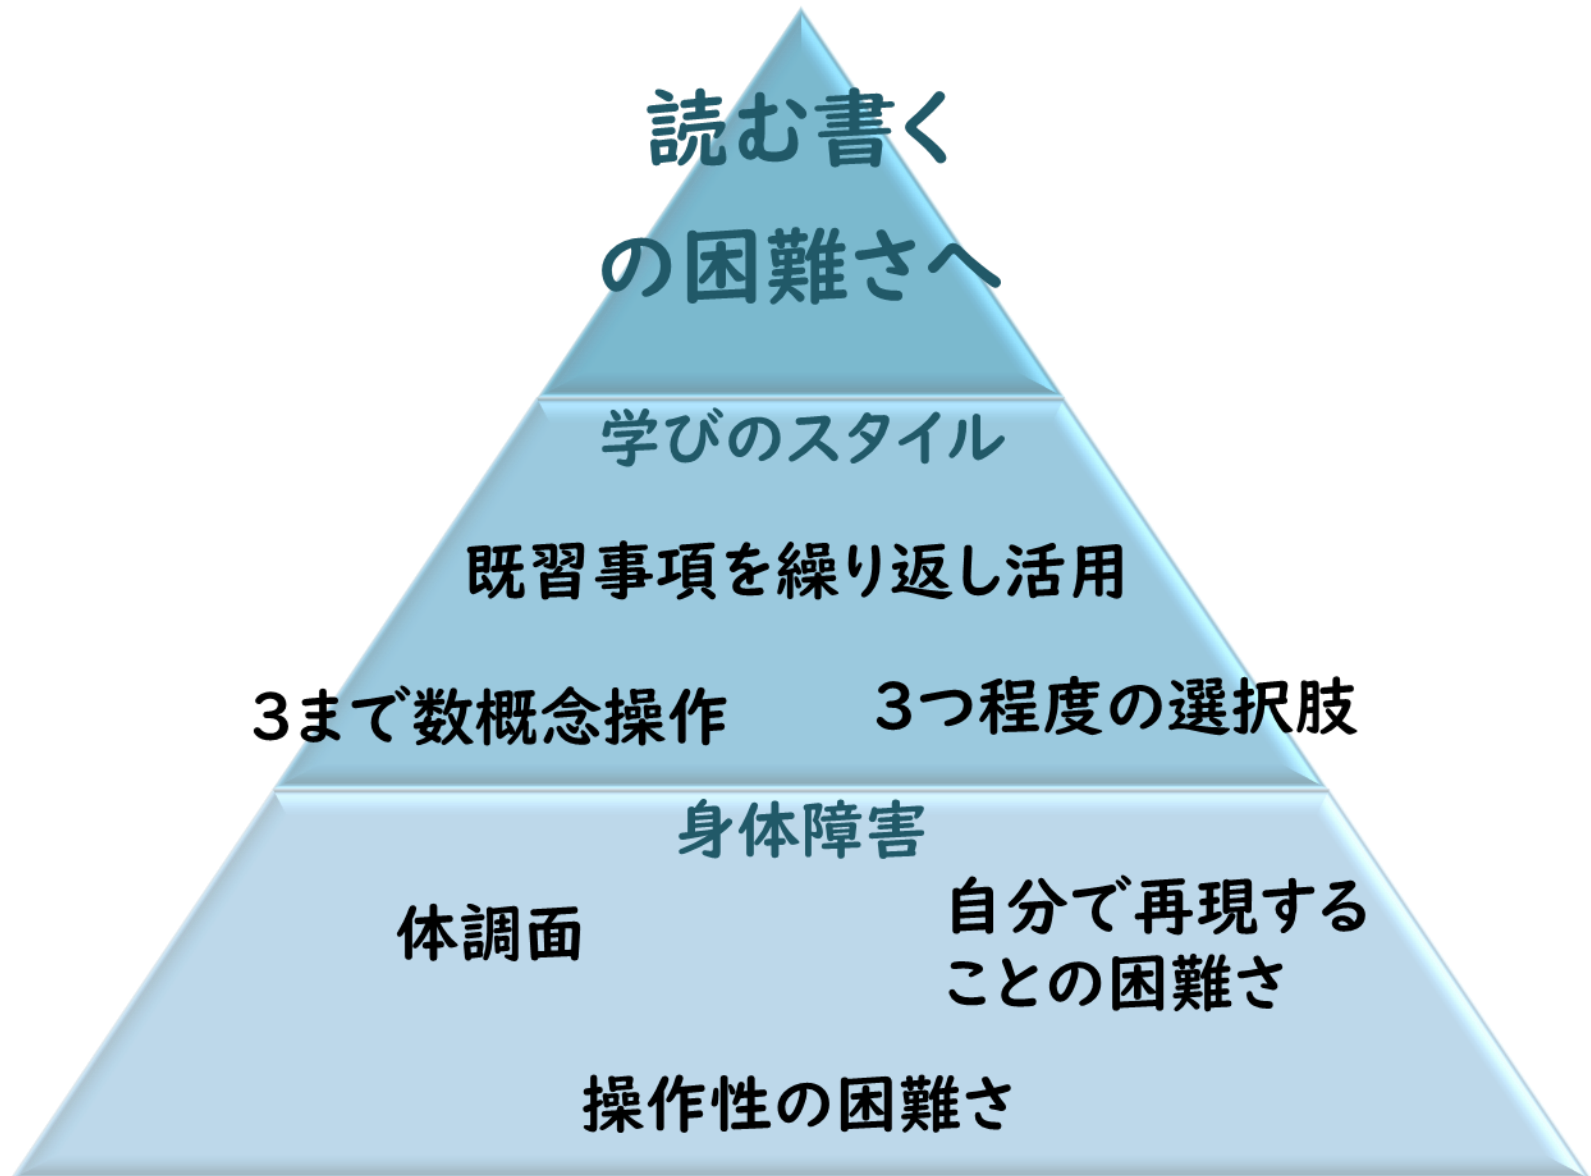 読む書く
の困難さへ
学びのスタイル
既習事項を繰り返し活用
3まで数概念操作
3つ程度の選択肢
身体障害
体調面
自分で再現する
ことの困難さ
操作性の困難さ